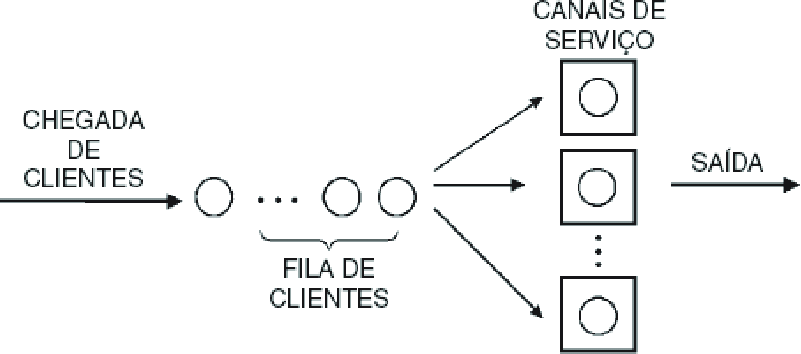 CANAIS DE
SERVIÇO
CHEGADA
DE
CLIENTES
SAÍDA
FILA DE
CLIENTES